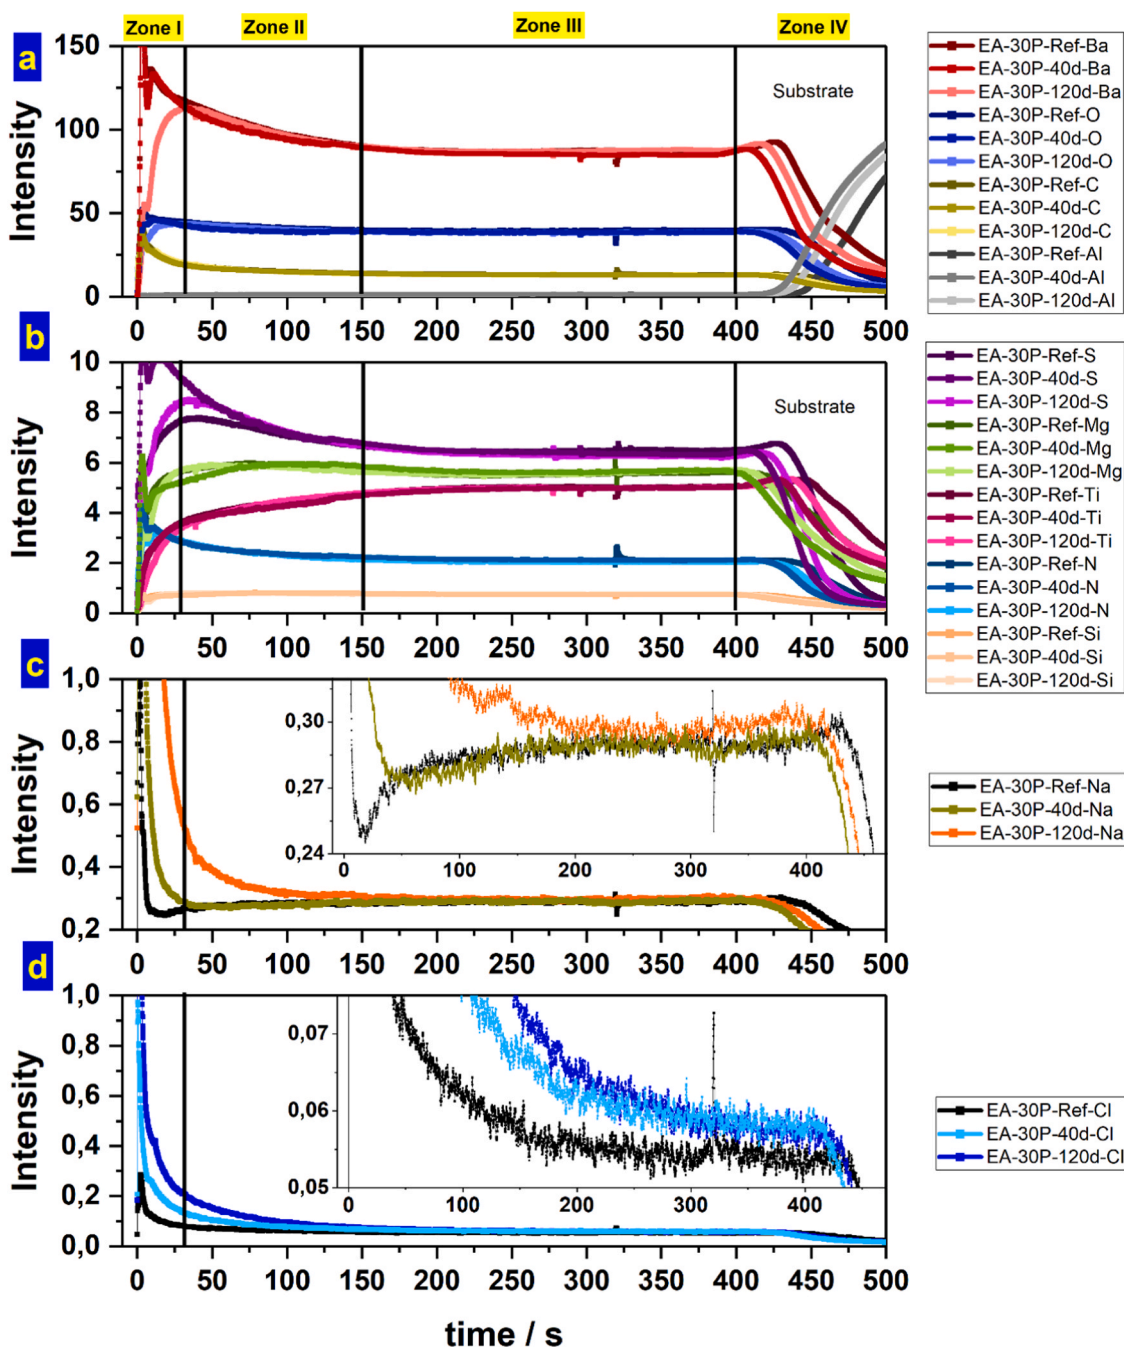 Zone I Zone II Zone III Zone IV
a
Intensity
150
100
50
0
Substrate
0 50 100 150 200 250 300 350 400 450 500
EA-30P-Ref-Ba
EA-30P-40d-Ba
EA-30P-120d-Ba
EA-30P-Ref-O
EA-30P-40d-O
EA-30P-120d-O
EA-30P-Ref-C
EA-30P-40d-C
EA-30P-120d-C
EA-30P-Ref-Al
EA-30P-40d-Al
EA-30P-120d-Al
b
Intensity
10
8
6
4
2
0
Substrate
0 50 100 150 200 250 300 350 400 450 500
EA-30P-Ref-S
EA-30P-40d-S
EA-30P-120d-S
EA-30P-Ref-Mg
EA-30P-40d-Mg
EA-30P-120d-Mg
EA-30P-Ref-Ti
EA-30P-40d-Ti
EA-30P-120d-Ti
EA-30P-Ref-N
EA-30P-40d-N
EA-30P-120d-N
EA-30P-Ref-Si
EA-30P-40d-Si
EA-30P-120d-Si
c
Intensity
1,0
0,8
0,6
0,4
0,2
0,30
0,27
0,24
0 100 200 300 400
0 50 100 150 200 250 300 350 400 450 500
EA-30P-Ref-Na
EA-30P-40d-Na
EA-30P-120d-Na
d
Intensity
1,0
0,8
0,6
0,4
0,2
0,0
0,07
0,06
0,05
0 100 200 300 400
0 50 100 150 200 250 300 350 400 450 500
EA-30P-Ref-Cl
EA-30P-40d-Cl
EA-30P-120d-Cl
time / s